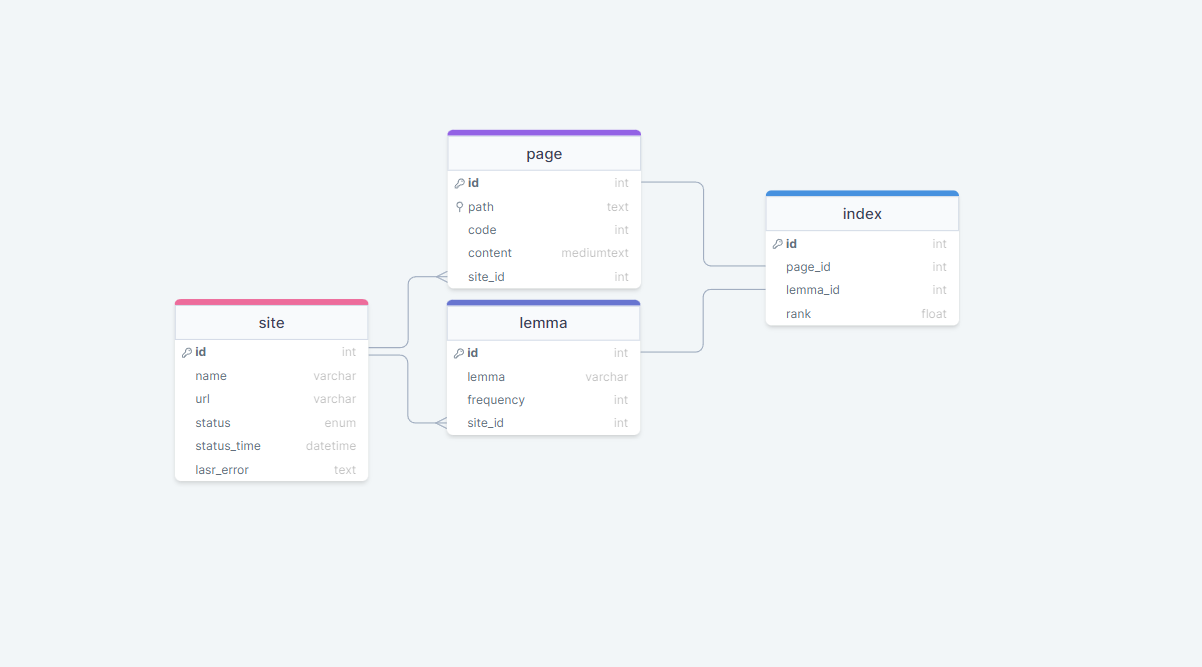 page
id int
path text
code int
content mediumtext
site_id int
index
id int
page_id int
lemma_id int
rank float
site
id int
name varchar
url varchar
status enum
status_time datetime
lasr_error text
lemma
id int
lemma varchar
frequency int
site_id int